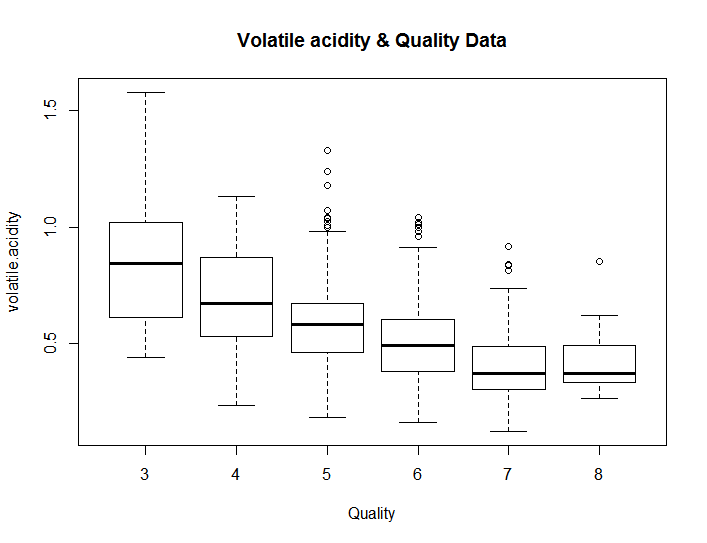 Volatile acidity & Quality Data
volatile.acidity
1.5
1.0
0.5
3 4 5 6 7 8
Quality